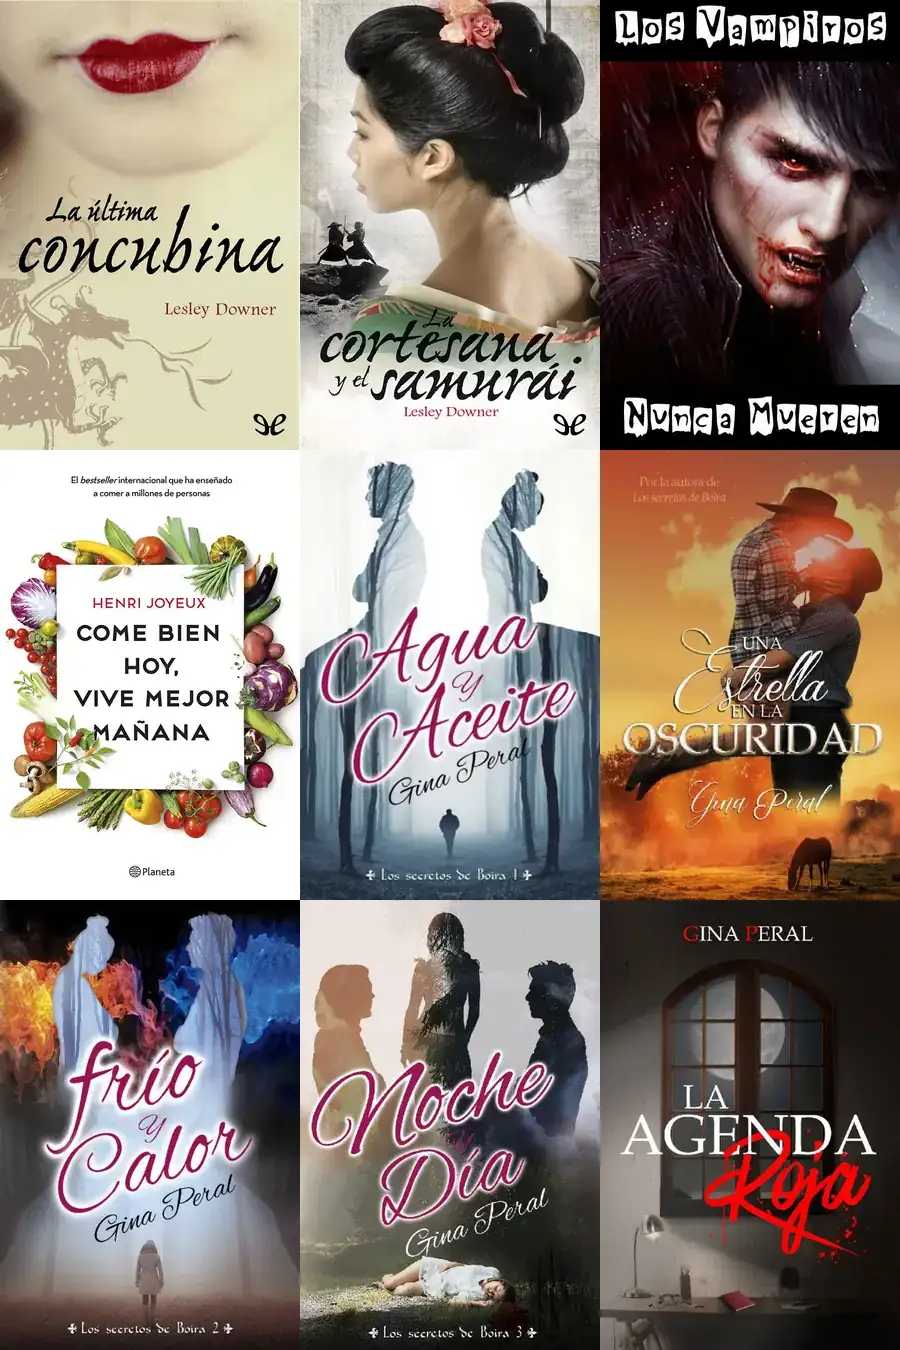 La última
concubina
Lesley Downer
La
cortesana
y el samurái
Lesley Downer
Los Vampiros
Nunca Mueren
El bestseller internacional que ha enseñado
a comer a millones de personas
HENRI JOYEUX
COME BIEN
HOY,
VIVE MEJOR
MAÑANA
Planeta
Agua
y
Aceite
Gina Peral
Los secretos de Boira 1
Por la autora de
Los secretos de Boira
UNA
Estrella
EN LA
OSCURIDAD
Gina Peral
frío
y
Calor
Gina Peral
Los secretos de Boira 2
Noche
y
Día
Gina Peral
Los secretos de Boira 3
GINA PERAL
LA
AGENDA
Roja